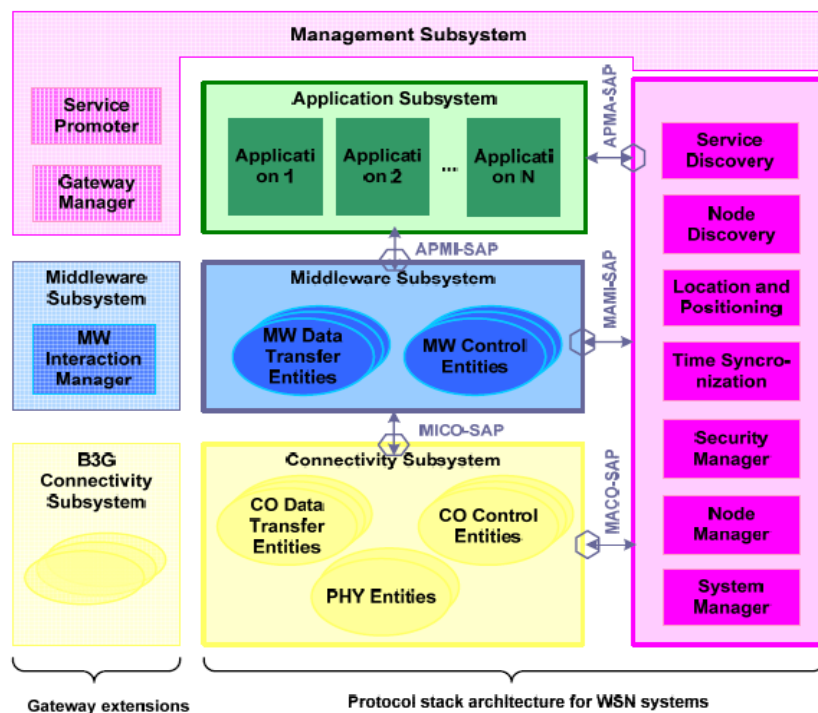 Management Subsystem
Service
Promoter
Gateway
Manager
Application Subsystem
Applicati
on 1
Applicati
on 2
...
Applicati
on N
APMA-SAP
APMI-SAP
Middleware
Subsystem
MW
Interaction
Manager
Middleware Subsystem
MW Data
Transfer
Entities
MW Control
Entities
MAMI-SAP
MICO-SAP
B3G
Connectivity
Subsystem
Connectivity Subsystem
CO Data
Transfer
Entities
CO Control
Entities
PHY Entities
MACO-SAP
Service
Discovery
Node
Discovery
Location and
Positioning
Time Syncro-
nization
Security
Manager
Node
Manager
System
Manager
Gateway extensions
Protocol stack architecture for WSN systems